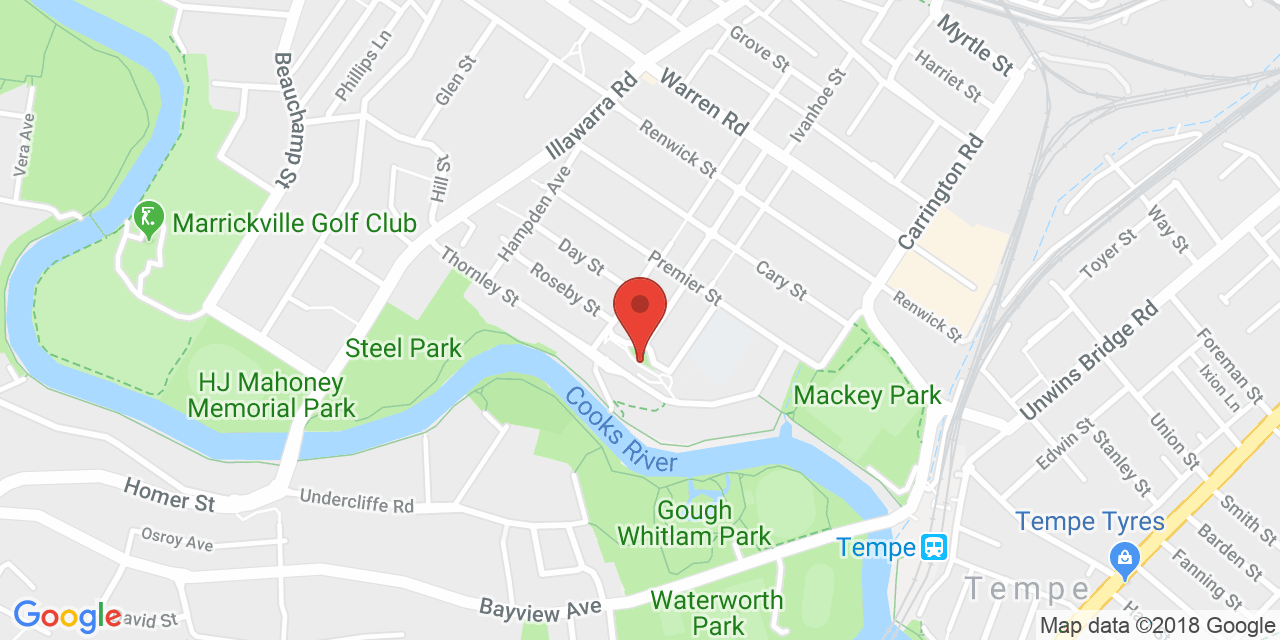 Myrtle St
Grove St
Harriet St
Phillips Ln
Beauchamp St
Glen St
Warren Rd
Ivanhoe St
Illawarra Rd
Renwick St
Vera Ave
Carrington Rd
Hill St
Hampden Ave
Marrickville Golf Club
Way St
Toyer St
Thornley St
Day St
Roseby St
Premier St
Cary St
Renwick St
Unwins Bridge Rd
Foreman St
Ixion Ln
Steel Park
HJ Mahoney
Memorial Park
Mackey Park
Cooks River
Edwin St
Stanley St
Union St
Homer St
Undercliffe Rd
Gough
Whitlam Park
Smith St
Tempe Tyres
Barden St
Osroy Ave
Tempe
Fanning St
Tempe
Bayview Ave
Waterworth
Park
Google
David St
Map data ©2018 Google